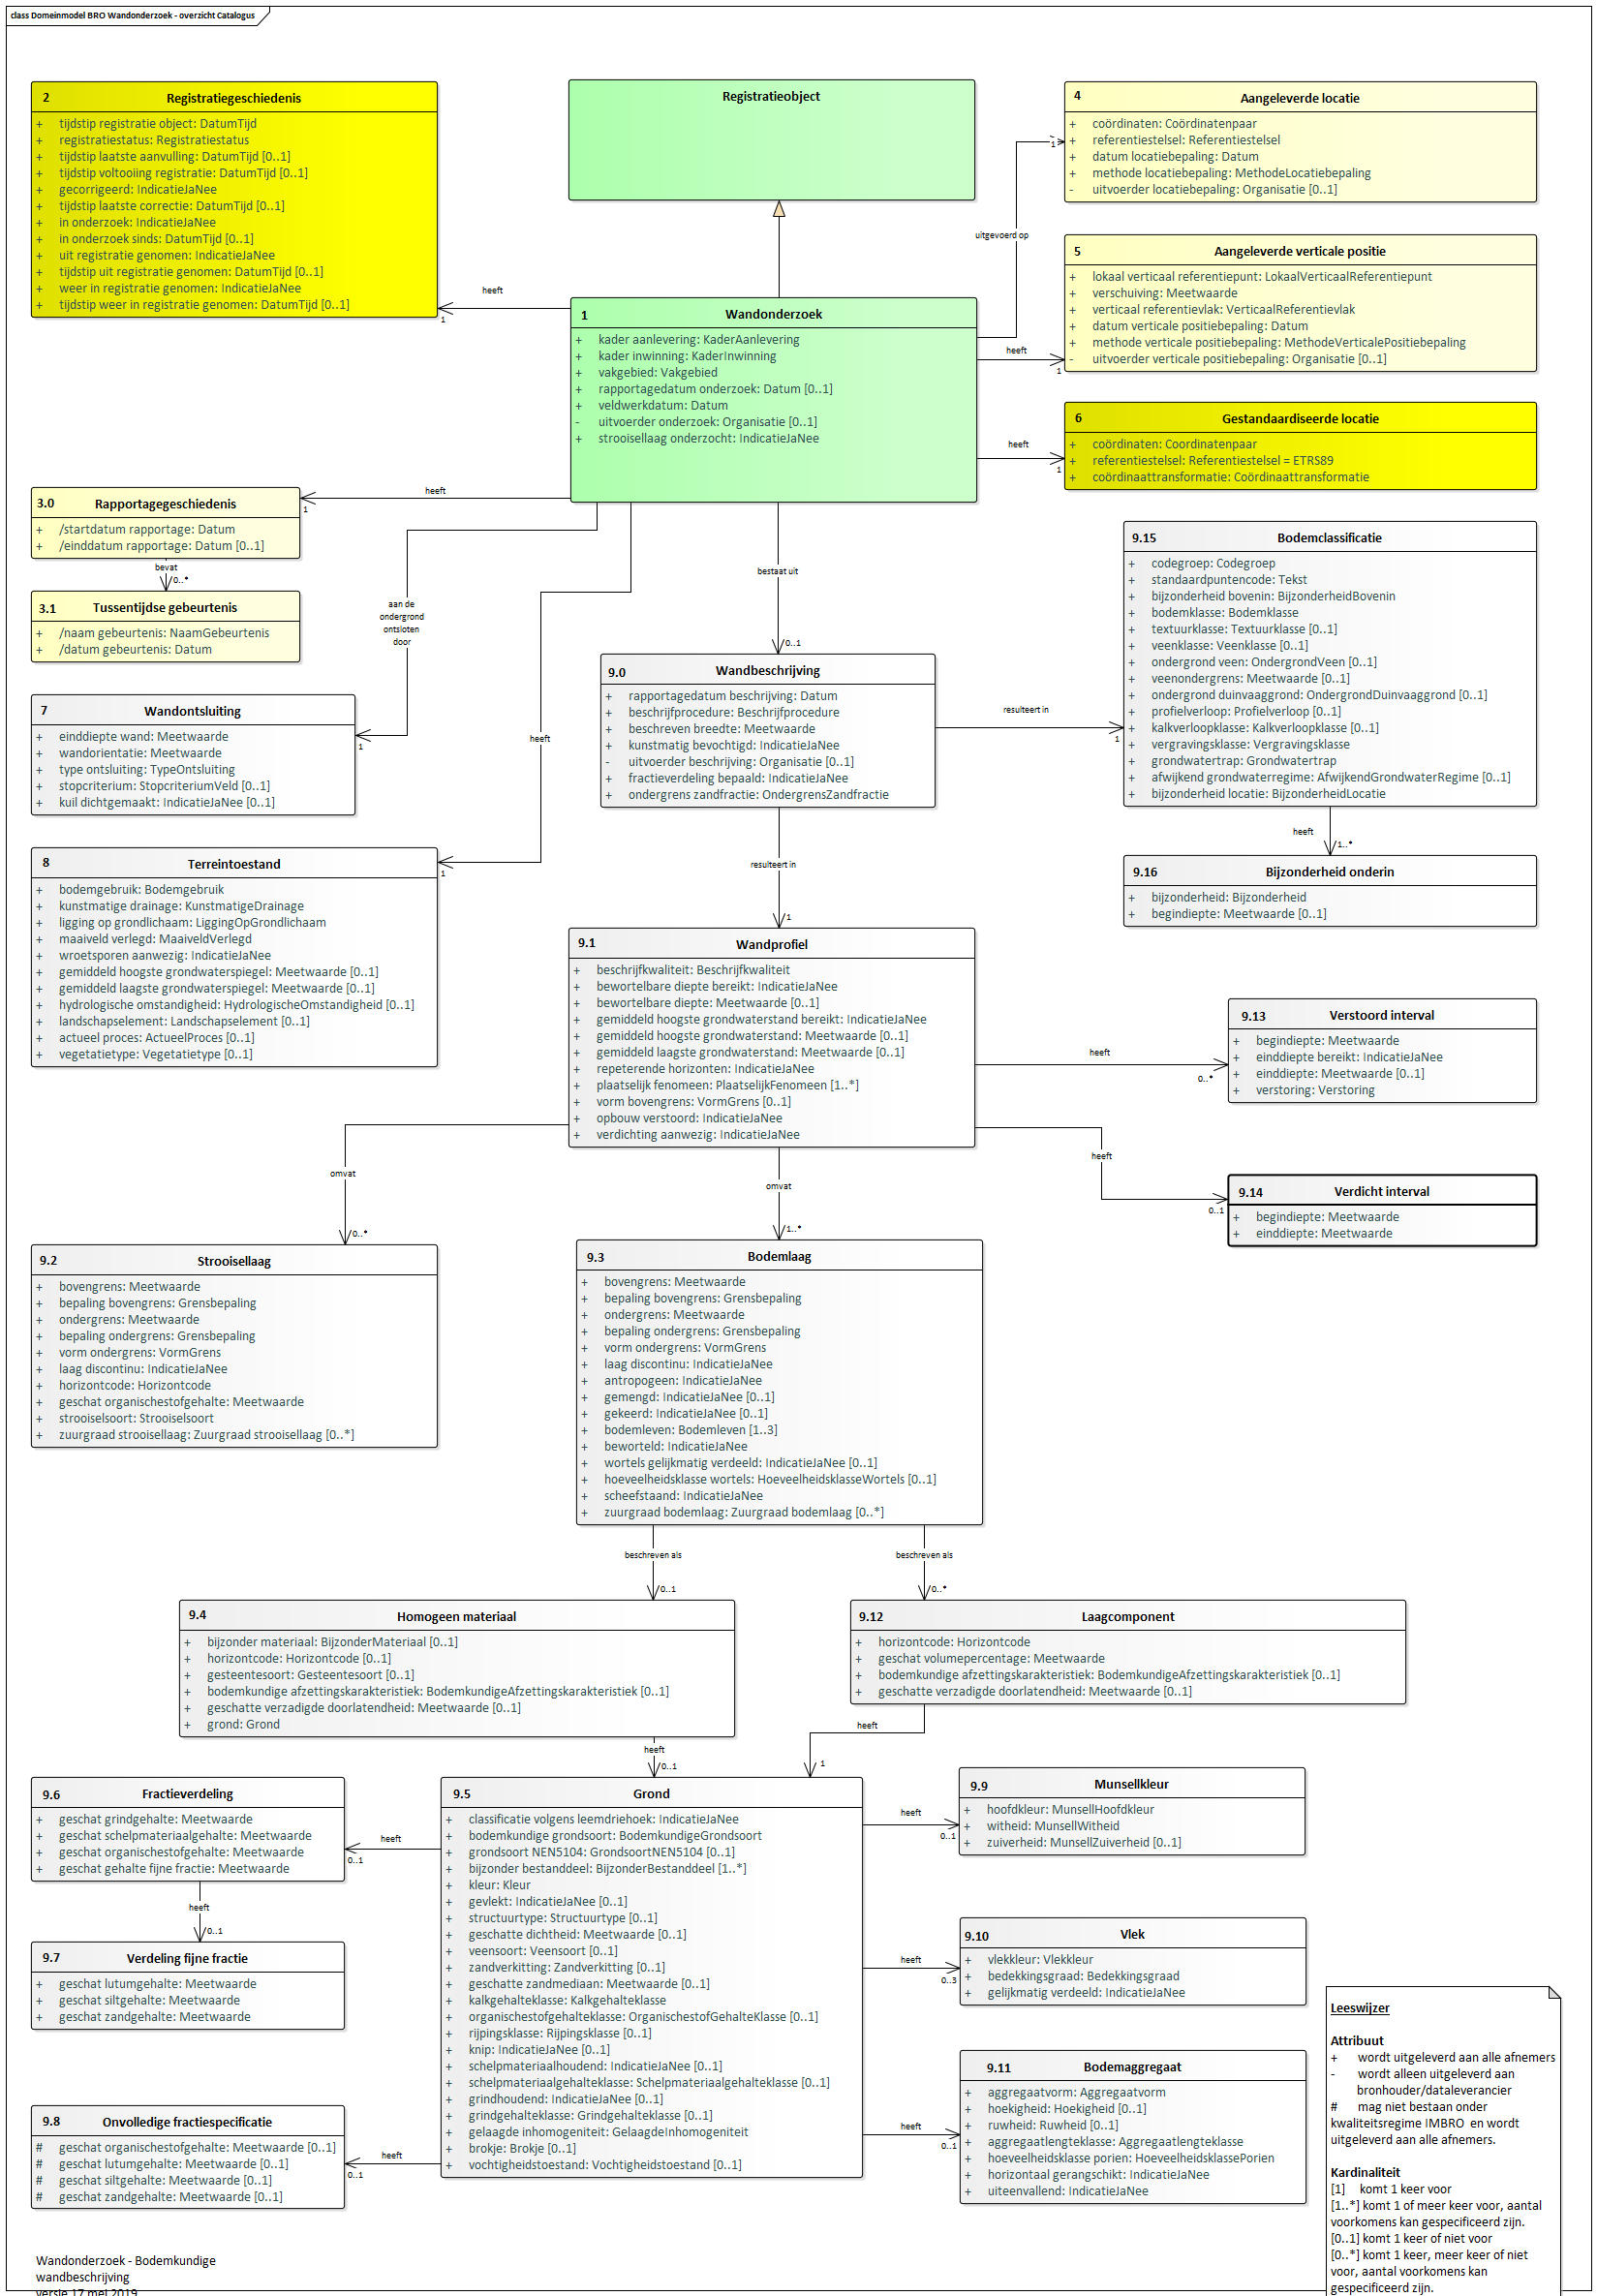 class Domeinmodel BRO Wandonderzoek - overzicht Catalogus
2
Registratiegeschiedenis
+ tijdstip registratie object: DatumTijd
+ registratiestatus: Registratiestatus
+ tijdstip laatste aanvulling: DatumTijd [0..1]
+ tijdstip voltooiing registratie: DatumTijd [0..1]
+ gecorrigeerd: IndicatieJaNee
+ tijdstip laatste correctie: DatumTijd [0..1]
+ in onderzoek: IndicatieJaNee
+ in onderzoek sinds: DatumTijd [0..1]
+ uit registratie genomen: IndicatieJaNee
+ tijdstip uit registratie genomen: DatumTijd [0..1]
+ weer in registratie genomen: IndicatieJaNee
+ tijdstip weer in registratie genomen: DatumTijd [0..1]
Registratieobject
4
Aangeleverde locatie
+ coördinaten: Coördinatenpaar
+ referentiestelsel: Referentiestelsel
+ datum locatiebepaling: Datum
+ methode locatiebepaling: MethodeLocatiebepaling
- uitvoerder locatiebepaling: Organisatie [0..1]
1
uitgevoerd op
5
Aangeleverde verticale positie
+ lokaal verticaal referentiepunt: LokaalVerticaalReferentiepunt
+ verschuiving: Meetwaarde
+ verticaal referentievlak: VerticaalReferentievlak
+ datum verticale positiebepaling: Datum
+ methode verticale positiebepaling: MethodeVerticalePositiebepaling
- uitvoerder verticale positiebepaling: Organisatie [0..1]
heeft
1
heeft
1
1
Wandonderzoek
+ kader aanlevering: KaderAanlevering
+ kader inwinning: KaderInwinning
+ vakgebied: Vakgebied
+ rapportagedatum onderzoek: Datum [0..1]
+ veldwerkdatum: Datum
- uitvoerder onderzoek: Organisatie [0..1]
+ strooisellaag onderzocht: IndicatieJaNee
6
Gestandaardiseerde locatie
+ coördinaten: Coordinatenpaar
+ referentiestelsel: Referentiestelsel = ETRS89
+ coördinaattransformatie: Coördinaattransformatie
heeft
1
3.0
Rapportagegeschiedenis
+ /startdatum rapportage: Datum
+ /einddatum rapportage: Datum [0..1]
heeft
1
bevat
0..*
3.1
Tussentijdse gebeurtenis
+ /naam gebeurtenis: NaamGebeurtenis
+ /datum gebeurtenis: Datum
aan de
ondergrond
ontsloten
door
1
bestaat uit
0..1
9.15
Bodemclassificatie
+ codegroep: Codegroep
+ standaardpuntencode: Tekst
+ bijzonderheid bovenin: BijzonderheidBovenin
+ bodemklasse: Bodemklasse
+ textuurklasse: Textuurklasse [0..1]
+ veenklasse: Veenklasse [0..1]
+ ondergrond veen: OndergrondVeen [0..1]
+ veenondergrens: Meetwaarde [0..1]
+ ondergrond duinvaaggrond: OndergrondDuinvaaggrond [0..1]
+ profielverloop: Profielverloop [0..1]
+ kalkverloopklasse: Kalkverloopklasse [0..1]
+ vergravingsklasse: Vergravingsklasse
+ grondwatertrap: Grondwatertrap
+ afwijkend grondwaterregime: AfwijkendGrondwaterRegime [0..1]
+ bijzonderheid locatie: BijzonderheidLocatie
9.0
Wandbeschrijving
+ rapportagedatum beschrijving: Datum
+ beschrijfprocedure: Beschrijfprocedure
+ beschreven breedte: Meetwaarde
+ kunstmatig bevochtigd: IndicatieJaNee
- uitvoerder beschrijving: Organisatie [0..1]
+ fractieverdeling bepaald: IndicatieJaNee
+ ondergrens zandfractie: OndergrensZandfractie
resulteert in
1
7
Wandontsluiting
+ einddiepte wand: Meetwaarde
+ wandorientatie: Meetwaarde
+ type ontsluiting: TypeOntsluiting
+ stopcriterium: StopcriteriumVeld [0..1]
+ kuil dichtgemaakt: IndicatieJaNee [0..1]
heeft
1
heeft
1..*
8
Terreintoestand
+ bodemgebruik: Bodemgebruik
+ kunstmatige drainage: KunstmatigeDrainage
+ ligging op grondlichaam: LiggingOpGrondlichaam
+ maaiveld verlegd: MaaiveldVerlegd
+ wroetsporen aanwezig: IndicatieJaNee
+ gemiddeld hoogste grondwaterspiegel: Meetwaarde [0..1]
+ gemiddeld laagste grondwaterspiegel: Meetwaarde [0..1]
+ hydrologische omstandigheid: HydrologischeOmstandigheid [0..1]
+ landschapselement: Landschapselement [0..1]
+ actueel proces: ActueelProces [0..1]
+ vegetatietype: Vegetatietype [0..1]
resulteert in
1
9.16
Bijzonderheid onderin
+ bijzonderheid: Bijzonderheid
+ begindiepte: Meetwaarde [0..1]
9.1
Wandprofiel
+ beschrijfkwaliteit: Beschrijfkwaliteit
+ bewortelbare diepte bereikt: IndicatieJaNee
+ bewortelbare diepte: Meetwaarde [0..1]
+ gemiddeld hoogste grondwaterstand bereikt: IndicatieJaNee
+ gemiddeld hoogste grondwaterstand: Meetwaarde [0..1]
+ gemiddeld laagste grondwaterstand: Meetwaarde [0..1]
+ repeterende horizonten: IndicatieJaNee
+ plaatselijk fenomeen: PlaatselijkFenomeen [1..*]
+ vorm bovengrens: VormGrens [0..1]
+ opbouw verstoord: IndicatieJaNee
+ verdichting aanwezig: IndicatieJaNee
heeft
0..*
9.13
Verstoord interval
+ begindiepte: Meetwaarde
+ einddiepte bereikt: IndicatieJaNee
+ einddiepte: Meetwaarde [0..1]
+ verstoring: Verstoring
heeft
0..1
9.14
Verdicht interval
+ begindiepte: Meetwaarde
+ einddiepte: Meetwaarde
omvat
0..*
omvat
1..*
9.2
Strooisellaag
+ bovengrens: Meetwaarde
+ bepaling bovengrens: Grensbepaling
+ ondergrens: Meetwaarde
+ bepaling ondergrens: Grensbepaling
+ vorm ondergrens: VormGrens
+ laag discontinu: IndicatieJaNee
+ horizontcode: Horizontcode
+ geschat organischestofgehalte: Meetwaarde
+ strooiselsoort: Strooiselsoort
+ zuurgraad strooisellaag: Zuurgraad strooisellaag [0..*]
9.3
Bodemlaag
+ bovengrens: Meetwaarde
+ bepaling bovengrens: Grensbepaling
+ ondergrens: Meetwaarde
+ bepaling ondergrens: Grensbepaling
+ vorm ondergrens: VormGrens
+ laag discontinu: IndicatieJaNee
+ antropogeen: IndicatieJaNee
+ gemengd: IndicatieJaNee [0..1]
+ gekeerd: IndicatieJaNee [0..1]
+ bodemleven: Bodemleven [1..3]
+ beworteld: IndicatieJaNee
+ wortels gelijkmatig verdeeld: IndicatieJaNee [0..1]
+ hoeveelheidsklasse wortels: HoeveelheidsklasseWortels [0..1]
+ scheefstaand: IndicatieJaNee
+ zuurgraad bodemlaag: Zuurgraad bodemlaag [0..*]
beschreven als
0..1
beschreven als
0..*
9.4
Homogeen materiaal
+ bijzonder materiaal: BijzonderMateriaal [0..1]
+ horizontcode: Horizontcode [0..1]
+ gesteentesoort: Gesteentesoort [0..1]
+ bodemkundige afzettingskarakteristiek: BodemkundigeAfzettingskarakteristiek [0..1]
+ geschatte verzadigde doorlatendheid: Meetwaarde [0..1]
+ grond: Grond
9.12
Laagcomponent
+ horizontcode: Horizontcode
+ geschat volumepercentage: Meetwaarde
+ bodemkundige afzettingskarakteristiek: BodemkundigeAfzettingskarakteristiek [0..1]
+ geschatte verzadigde doorlatendheid: Meetwaarde [0..1]
heeft
0..1
heeft
1
9.6
Fractieverdeling
+ geschat grindgehalte: Meetwaarde
+ geschat schelpmateriaalgehalte: Meetwaarde
+ geschat organischestofgehalte: Meetwaarde
+ geschat gehalte fijne fractie: Meetwaarde
heeft
0..1
9.5
Grond
+ classificatie volgens leemdriehoek: IndicatieJaNee
+ bodemkundige grondsoort: BodemkundigeGrondsoort
+ grondsoort NEN5104: GrondsoortNEN5104 [0..1]
+ bijzonder bestanddeel: BijzonderBestanddeel [1..*]
+ kleur: Kleur
+ gevlekt: IndicatieJaNee [0..1]
+ structuurtype: Structuurtype [0..1]
+ geschatte dichtheid: Meetwaarde [0..1]
+ veensoort: Veensoort [0..1]
+ zandverkitting: Zandverkitting [0..1]
+ geschatte zandmediaan: Meetwaarde [0..1]
+ kalkgehalteklasse: Kalkgehalteklasse
+ organischestofgehalteklasse: OrganischestofGehalteKlasse [0..1]
+ rijpingsklasse: Rijpingsklasse [0..1]
+ knip: IndicatieJaNee [0..1]
+ schelpmateriaalhoudend: IndicatieJaNee [0..1]
+ schelpmateriaalgehalteklasse: Schelpmateriaalgehalteklasse [0..1]
+ grindhoudend: IndicatieJaNee [0..1]
+ grindgehalteklasse: Grindgehalteklasse [0..1]
+ gelaagde inhomogeniteit: GelaagdeInhomogeniteit
+ brokje: Brokje [0..1]
+ vochtigheidstoestand: Vochtigheidstoestand [0..1]
heeft
0..1
9.9
Munsellkleur
+ hoofdkleur: MunsellHoofdkleur
+ witheid: MunsellWitheid
+ zuiverheid: MunsellZuiverheid [0..1]
heeft
0..1
9.7
Verdeling fijne fractie
+ geschat lutumgehalte: Meetwaarde
+ geschat siltgehalte: Meetwaarde
+ geschat zandgehalte: Meetwaarde
heeft
0..3
9.10
Vlek
+ vlekkleur: Vlekkleur
+ bedekkingsgraad: Bedekkingsgraad
+ gelijkmatig verdeeld: IndicatieJaNee
heeft
0..1
9.11
Bodemaggregaat
+ aggregaatvorm: Aggregaatvorm
+ hoekigheid: Hoekigheid [0..1]
+ ruwheid: Ruwheid [0..1]
+ aggregaatlengteklasse: Aggregaatlengteklasse
+ hoeveelheidsklasse porien: HoeveelheidsklassePorien
+ horizontaal gerangschikt: IndicatieJaNee
+ uiteenvallend: IndicatieJaNee
9.8
Onvolledige fractiespecificatie
# geschat organischestofgehalte: Meetwaarde [0..1]
# geschat lutumgehalte: Meetwaarde [0..1]
# geschat siltgehalte: Meetwaarde [0..1]
# geschat zandgehalte: Meetwaarde [0..1]
heeft
0..1
Leeswijzer
Attribuut
+ wordt uitgeleverd aan alle afnemers
- wordt alleen uitgeleverd aan
bronhouder/dataleverancier
# mag niet bestaan onder
kwaliteitsregime IMBRO en wordt
uitgeleverd aan alle afnemers.
Kardinaliteit
[1] komt 1 keer voor
[1..*] komt 1 of meer keer voor, aantal
voorkomens kan gespecificeerd zijn.
[0..1] komt 1 keer of niet voor
[0..*] komt 1 keer, meer keer of niet
voor, aantal voorkomens kan
gespecificeerd zijn.
Wandonderzoek - Bodemkundige
wandbeschrijving
versie 17 mei 2019